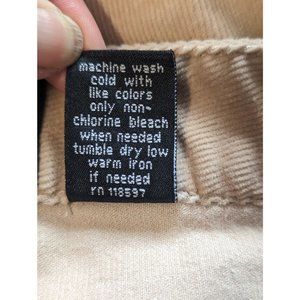 machine wash
cold with
like colors
only non-
chlorine bleach
when needed
tumble dry low
warm iron
if needed
rn 118597